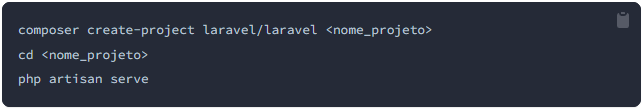 composer create-project laravel/laravel <nome_projeto>
cd <nome_projeto>
php artisan serve